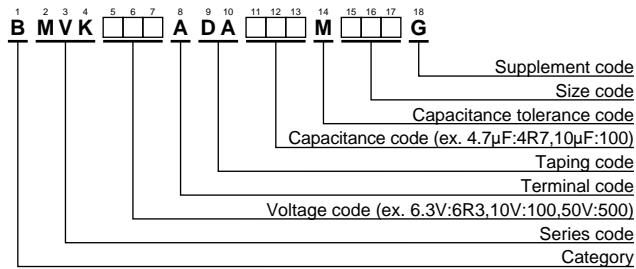 1 2 3 4 5 6 7 8 9 10 11 12 13 14 15 16 17 18
B MVK □□□ A DA □□□ M □□□ G
Supplement code
Size code
Capacitance tolerance code
Capacitance code (ex. 4.7µF:4R7,10µF:100)
Taping code
Terminal code
Voltage code (ex. 6.3V:6R3,10V:100,50V:500)
Series code
Category